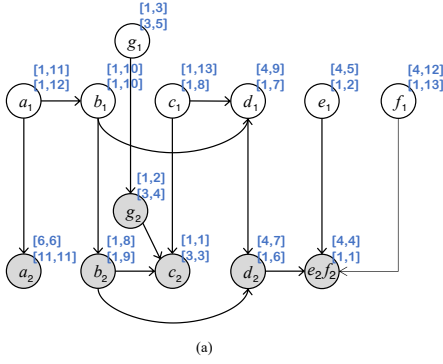 [1,3]
[3,5]
g1
[1,11] [1,10] [1,13] [4,9] [4,5] [4,12]
[1,12] [1,10] [1,8] [1,7] [1,2] [1,13]
a1 b1 c1 d1 e1 f1
[1,2]
[3,4]
g2
[6,6] [1,8] [1,1] [4,7] [4,4]
[11,11] [1,9] [3,3] [1,6] [1,1]
a2 b2 c2 d2 e2f2
(a)